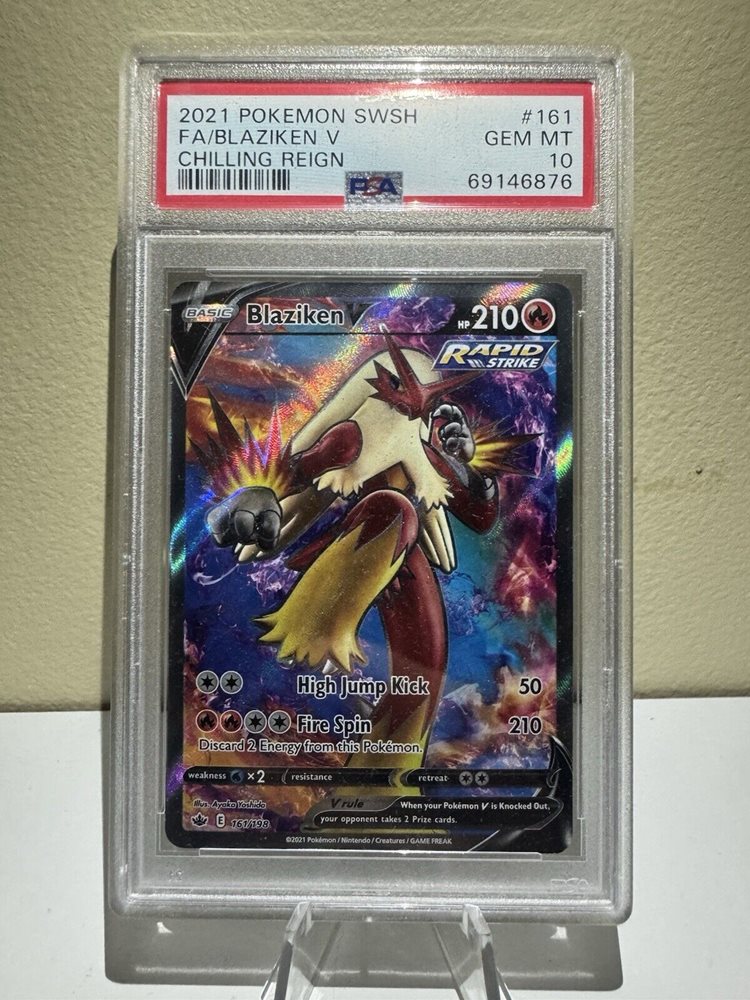 2021 POKEMON SWSH #161
FA/BLAZIKEN V GEM MT
CHILLING REIGN 10
PSA 69146876
BASIC Blaziken V HP 210
RAPID STRIKE
High Jump Kick 50
Fire Spin 210
Discard 2 Energy from this Pokémon.
weakness ×2 resistance retreat
Illus. Ayaka Yoshida
V rule When your Pokémon V is Knocked Out,
your opponent takes 2 Prize cards.
E 161/198
©2021 Pokémon / Nintendo / Creatures / GAME FREAK